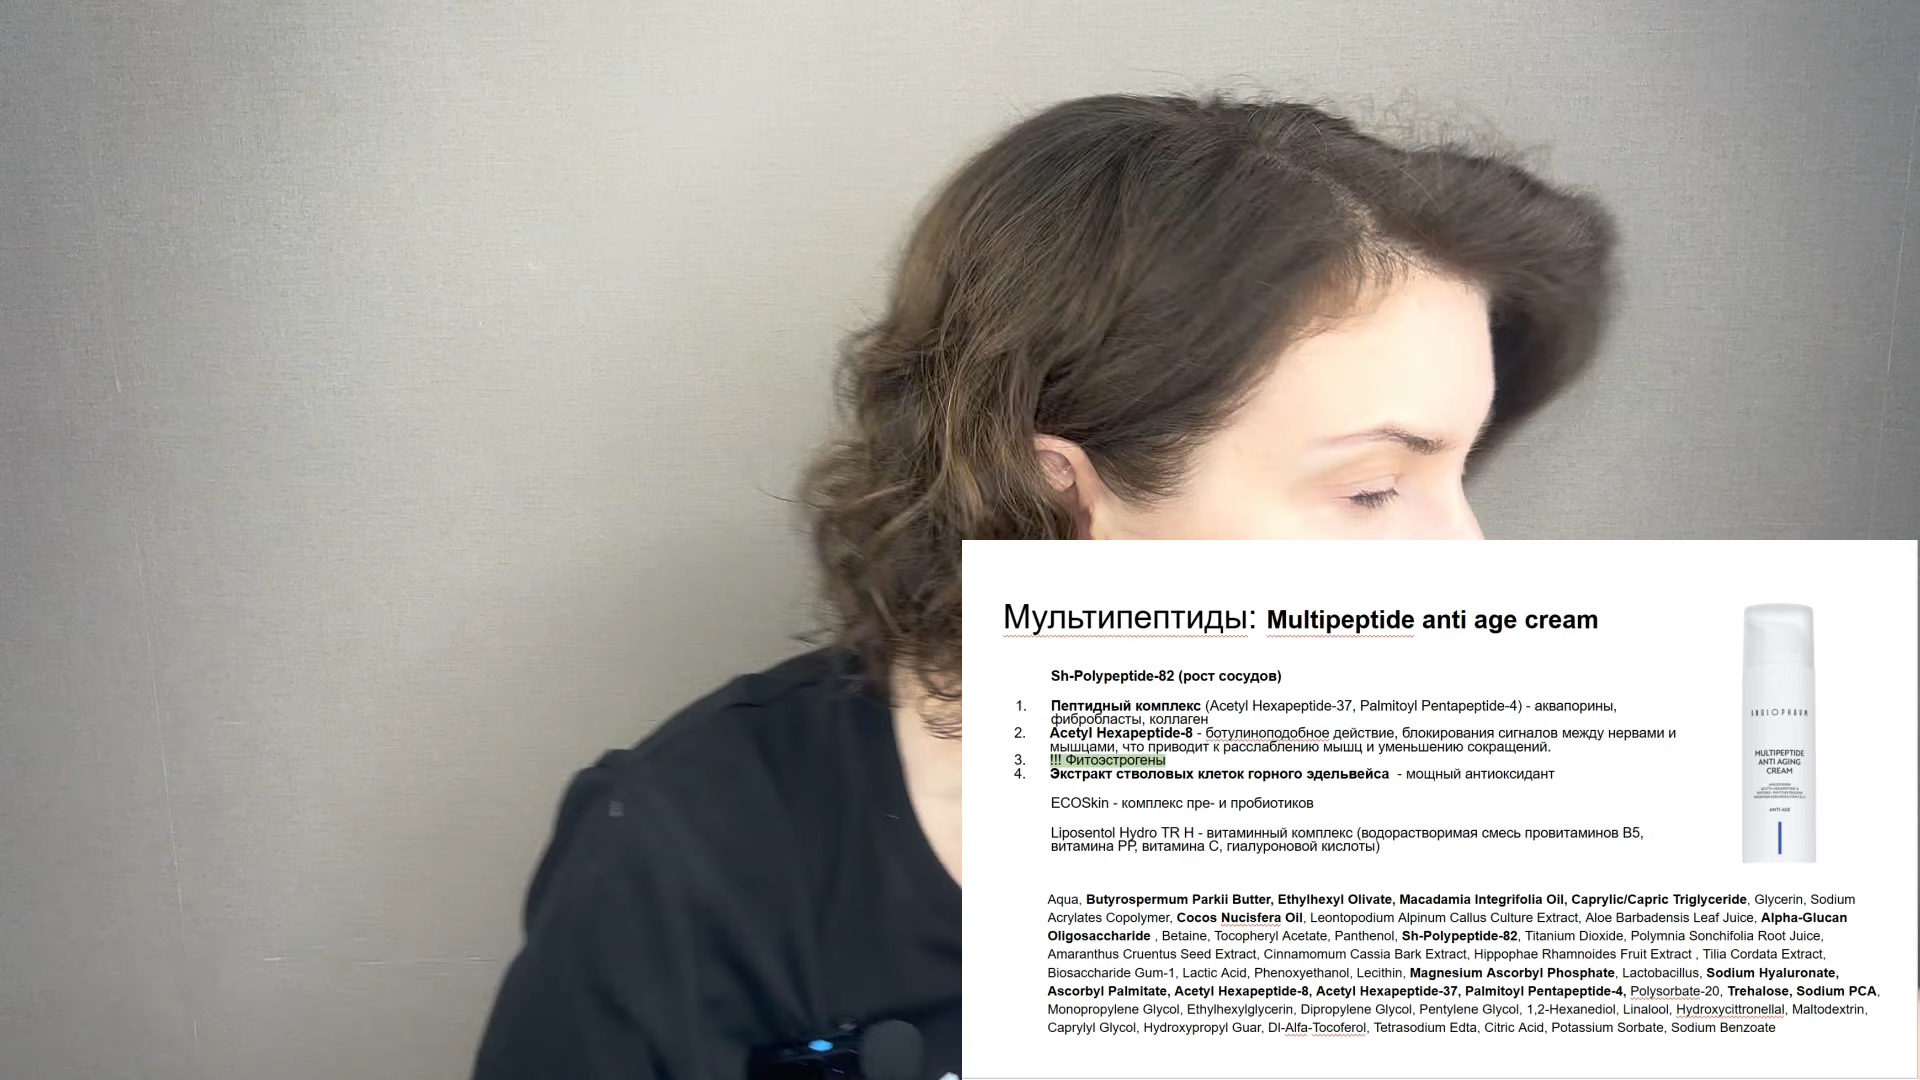 Мультипептиды: Multipeptide anti age cream
Sh-Polypeptide-82 (рост сосудов)
1. Пептидный комплекс (Acetyl Hexapeptide-37, Palmitoyl Pentapeptide-4) - аквапорины,
фибробласты, коллаген
2. Acetyl Hexapeptide-8 - ботулиноподобное действие, блокирования сигналов между нервами и
мышцами, что приводит к расслаблению мышц и уменьшению сокращений.
3. !!! Фитоэстрогены
4. Экстракт стволовых клеток горного эдельвейса - мощный антиоксидант
ECOSkin - комплекс пре- и пробиотиков
Liposentol Hydro TR H - витаминный комплекс (водорастворимая смесь провитаминов B5,
витамина PP, витамина C, гиалуроновой кислоты)
ANGIOPHARM
MULTIPEPTIDE
ANTI AGING
CREAM
ANTI AGE
Aqua, Butyrospermum Parkii Butter, Ethylhexyl Olivate, Macadamia Integrifolia Oil, Caprylic/Capric Triglyceride, Glycerin, Sodium
Acrylates Copolymer, Cocos Nucisfera Oil, Leontopodium Alpinum Callus Culture Extract, Aloe Barbadensis Leaf Juice, Alpha-Glucan
Oligosaccharide , Betaine, Tocopheryl Acetate, Panthenol, Sh-Polypeptide-82, Titanium Dioxide, Polymnia Sonchifolia Root Juice,
Amaranthus Cruentus Seed Extract, Cinnamomum Cassia Bark Extract, Hippophae Rhamnoides Fruit Extract , Tilia Cordata Extract,
Biosaccharide Gum-1, Lactic Acid, Phenoxyethanol, Lecithin, Magnesium Ascorbyl Phosphate, Lactobacillus, Sodium Hyaluronate,
Ascorbyl Palmitate, Acetyl Hexapeptide-8, Acetyl Hexapeptide-37, Palmitoyl Pentapeptide-4, Polysorbate-20, Trehalose, Sodium PCA,
Monopropylene Glycol, Ethylhexylglycerin, Dipropylene Glycol, Pentylene Glycol, 1,2-Hexanediol, Linalool, Hydroxycittronellal, Maltodextrin,
Caprylyl Glycol, Hydroxypropyl Guar, Dl-Alfa-Tocoferol, Tetrasodium Edta, Citric Acid, Potassium Sorbate, Sodium Benzoate